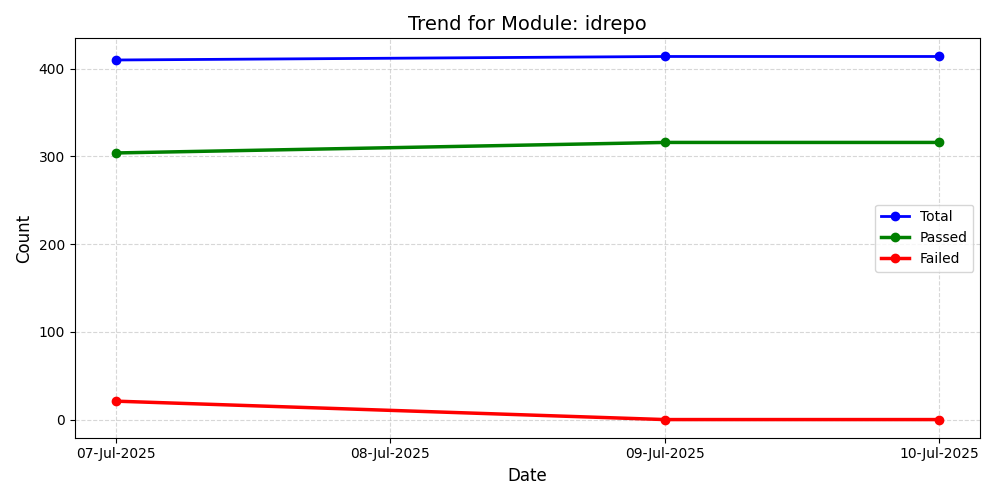 Trend for Module: idrepo
400
300
200
100
0
Count
Total
Passed
Failed
07-Jul-2025
08-Jul-2025
09-Jul-2025
10-Jul-2025
Date